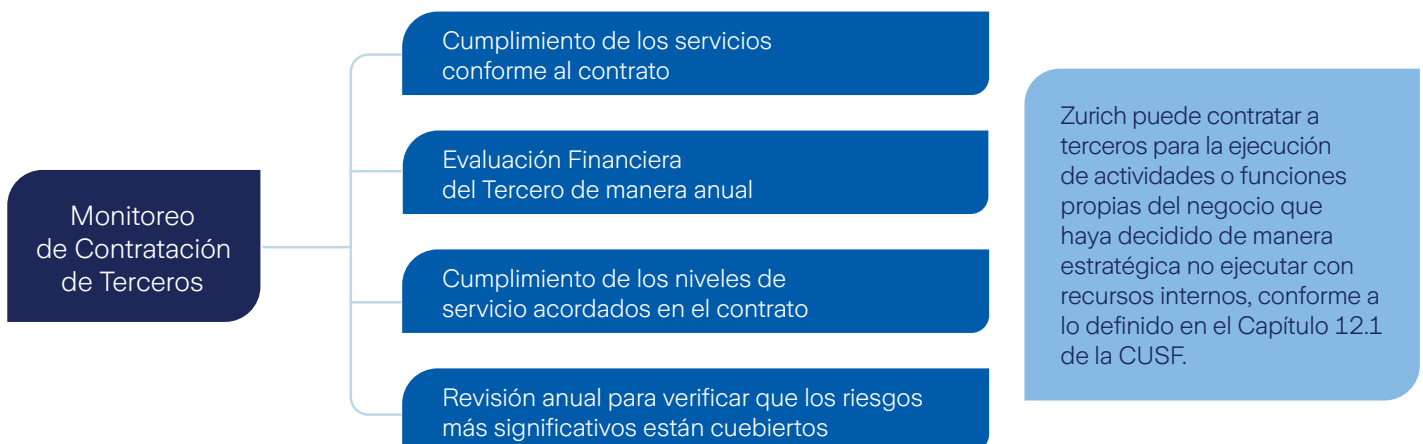 Monitoreo
de Contratación
de Terceros
Cumplimiento de los servicios
conforme al contrato
Evaluación Financiera
del Tercero de manera anual
Cumplimiento de los niveles de
servicio acordados en el contrato
Revisión anual para verificar que los riesgos
más significativos están cuebiertos
Zurich puede contratar a
terceros para la ejecución
de actividades o funciones
propias del negocio que
haya decidido de manera
estratégica no ejecutar con
recursos internos, conforme a
lo definido en el Capítulo 12.1
de la CUSF.